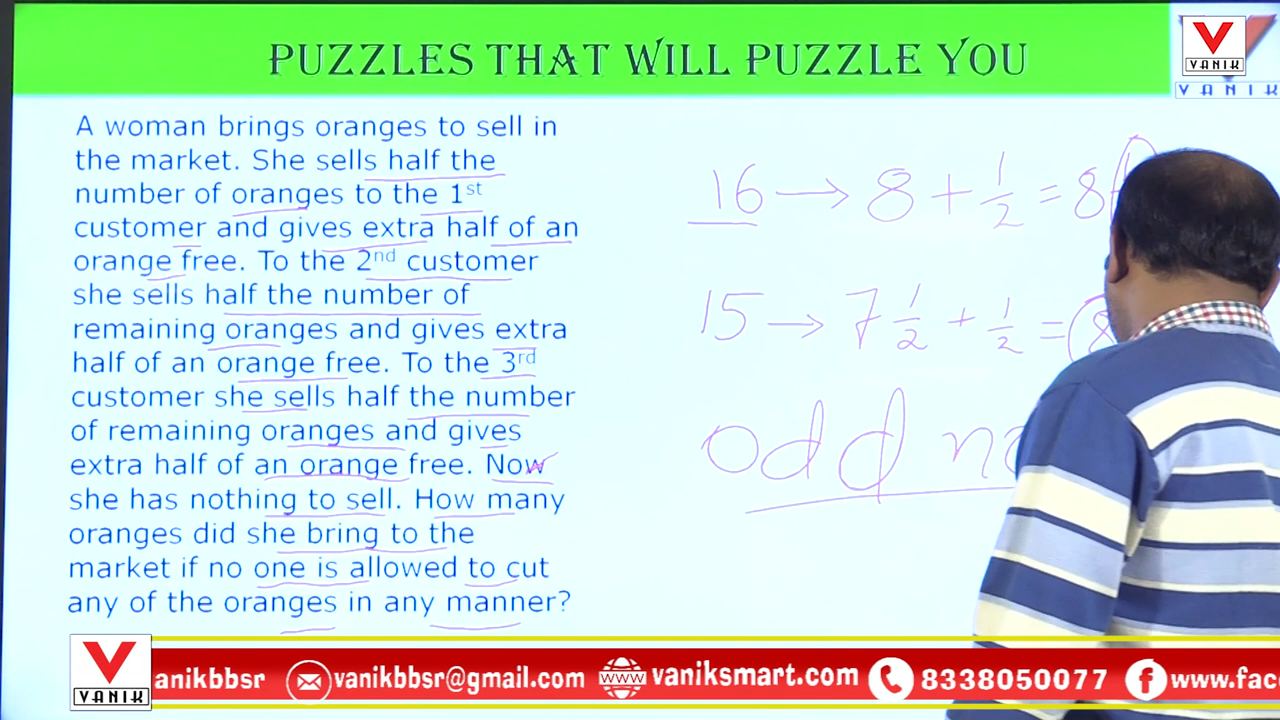 PUZZLES THAT WILL PUZZLE YOU
VANIK
VANIK
A woman brings oranges to sell in
the market. She sells half the
number of oranges to the 1st
customer and gives extra half of an
orange free. To the 2nd customer
she sells half the number of
remaining oranges and gives extra
half of an orange free. To the 3rd
customer she sells half the number
of remaining oranges and gives
extra half of an orange free. Now
she has nothing to sell. How many
oranges did she bring to the
market if no one is allowed to cut
any of the oranges in any manner?
16 → 8 + 1/2 = 8
15 → 7 1/2 + 1/2 = 8
odd
VANIK
anikbbsr vanikbbsr@gmail.com www vaniksmart.com 8338050077 www.fac